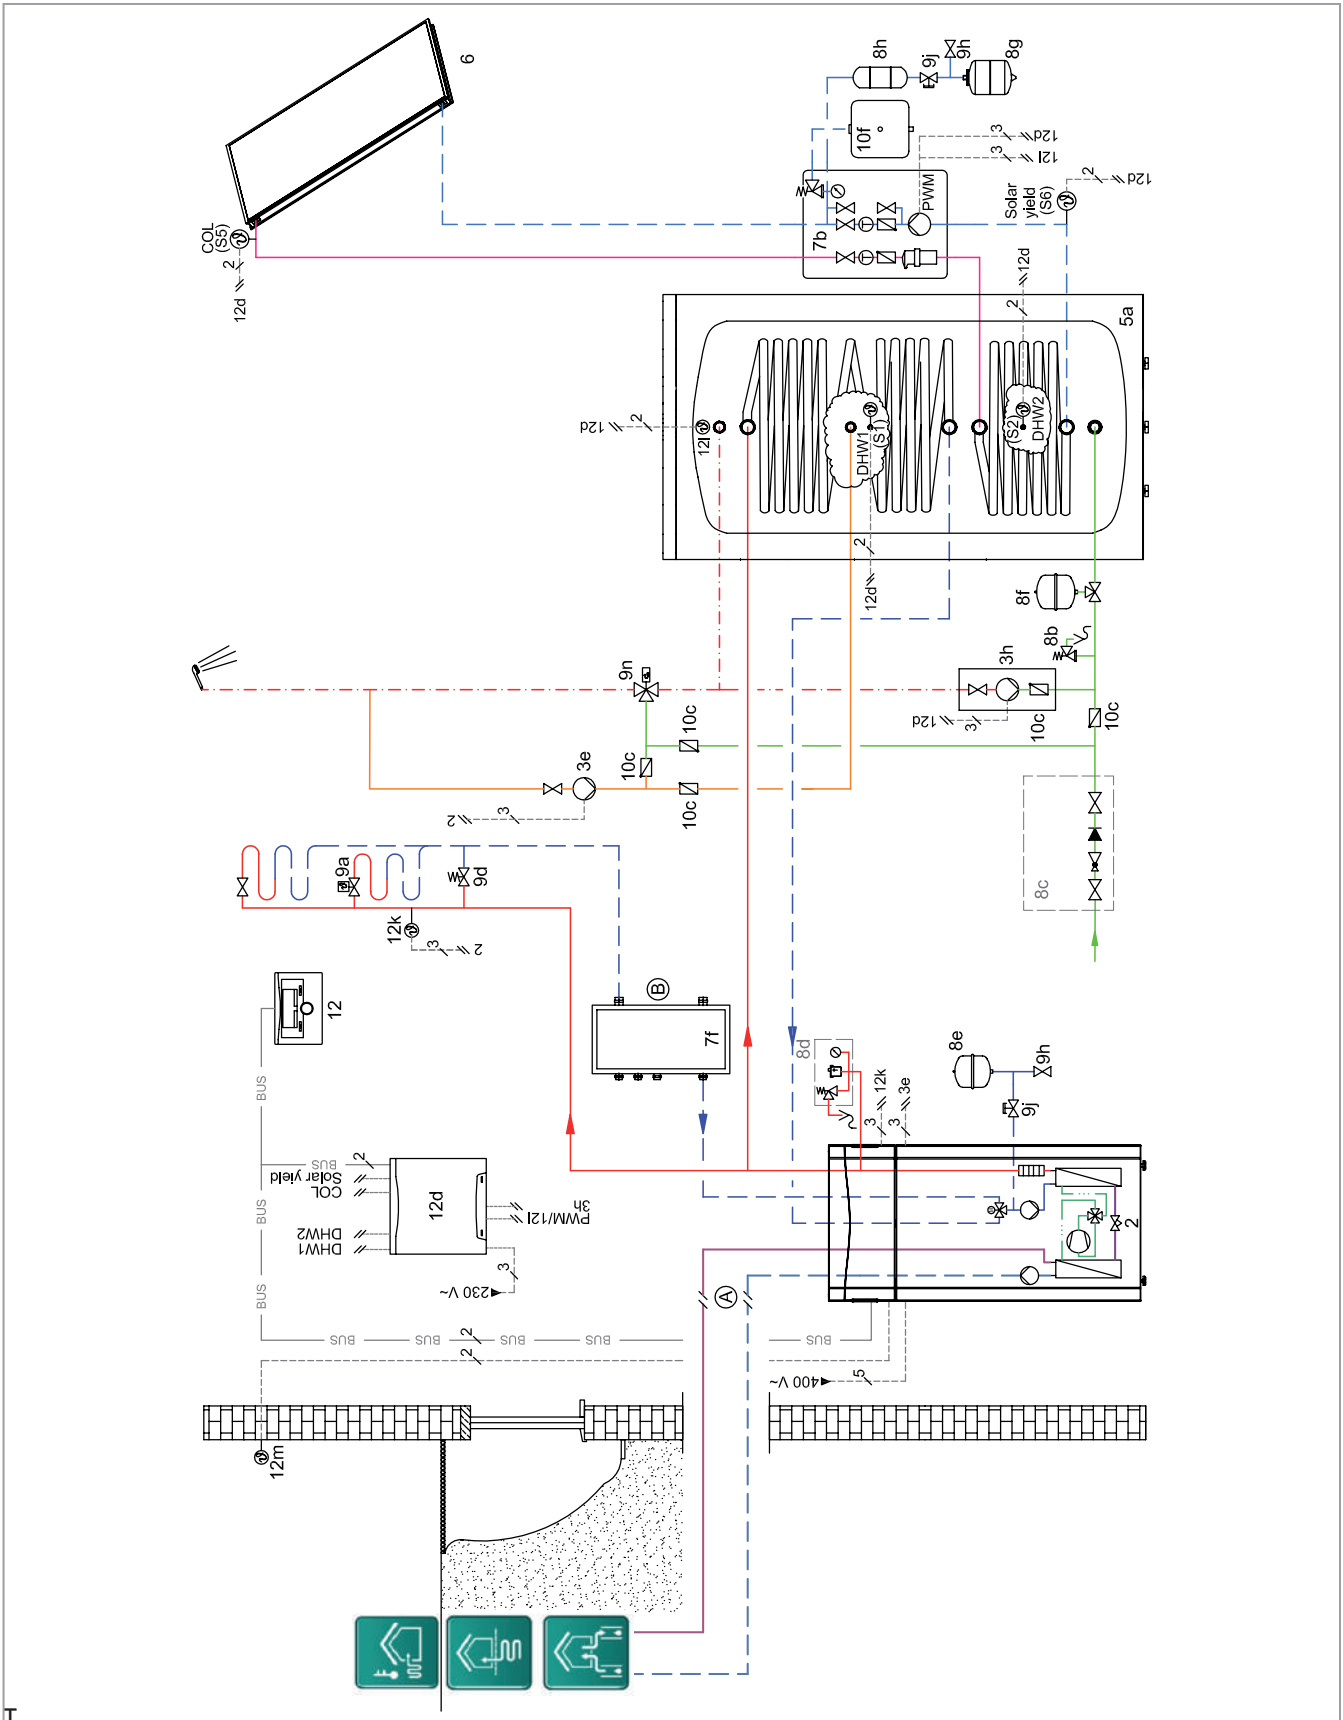 6
COL
(S5)
2
12d
8h
9j
9h
8g
10f
3
12d
3
12l
2
12d
PWM
7b
Solar
yield
(S6)
12d
2
5a
12d
2
12l
DHW1
(S1)
(S2)
DHW2
2
12d
8f
8b
9n
3h
12d
3
10c
10c
10c
10c
10c
3e
3
2
9a
9d
12k
3
2
12
B
7f
8c
8d
12k
3
3e
3
8e
9j
9h
BUS
BUS
2
Solar yield
COL
DHW2
DHW1
12d
3h
PWM/12l
3
230 V~
BUS
BUS
BUS
BUS
2
BUS
BUS
BUS
2
A
2
400 V~
5
12m
T